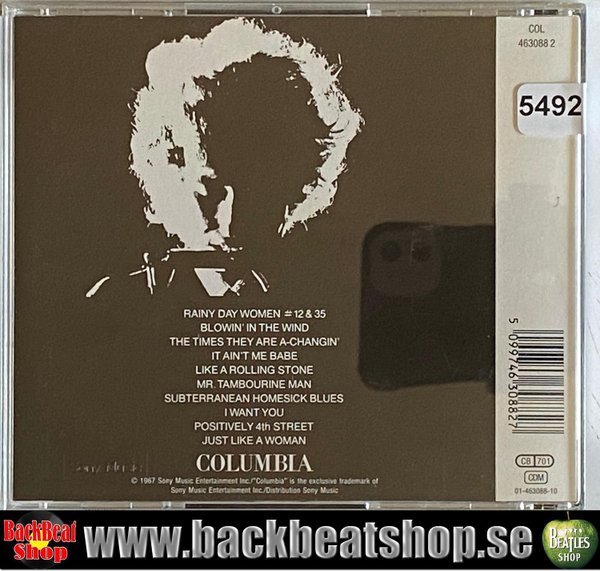 COL
463088 2
5492
RAINY DAY WOMEN #12 & 35
BLOWIN' IN THE WIND
THE TIMES THEY ARE A-CHANGIN'
IT AIN'T ME BABE
LIKE A ROLLING STONE
MR. TAMBOURINE MAN
SUBTERRANEAN HOMESICK BLUES
I WANT YOU
POSITIVELY 4th STREET
JUST LIKE A WOMAN
Sony Music
COLUMBIA
© 1967 Sony Music Entertainment Inc./"Columbia" is the exclusive trademark of
Sony Music Entertainment Inc./Distribution Sony Music
5 099746 308827
CB 701
CDM
01-463088-10
BackBeat
Shop
www.backbeatshop.se
BEATLES
SHOP